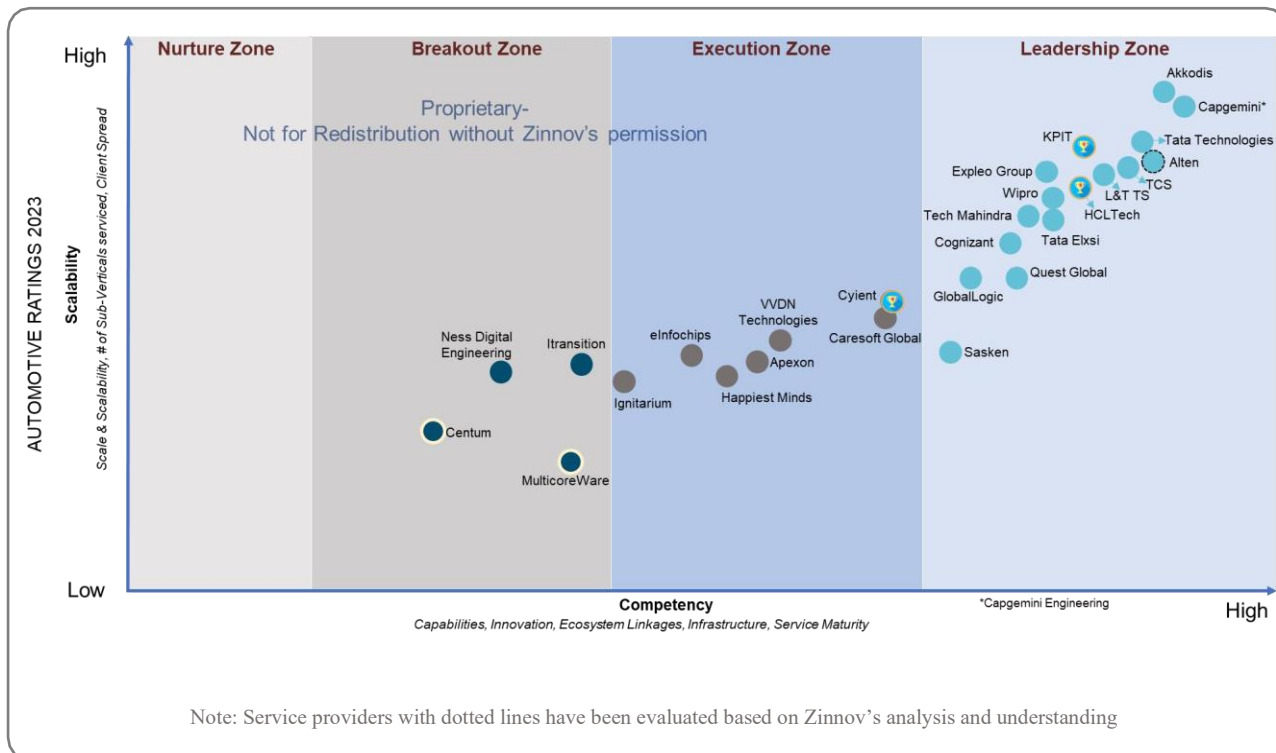 High
Nurture Zone
Breakout Zone
Execution Zone
Leadership Zone
Proprietary-
Not for Redistribution without Zinnov's permission
AUTOMOTIVE RATINGS 2023
Scalability
Scale & Scalability, # of Sub-Verticals serviced, Client Spread
Akkodis
Capgemini*
KPIT
Tata Technologies
Alten
Expleo Group
TCS
L&T TS
Wipro
HCLTech
Tech Mahindra
Tata Elxsi
Cognizant
Quest Global
GlobalLogic
Cyient
VVDN
Technologies
Caresoft Global
Ness Digital
Engineering
Itransition
eInfochips
Sasken
Apexon
Happiest Minds
Ignitarium
Centum
MulticoreWare
Low
Competency
*Capgemini Engineering
High
Capabilities, Innovation, Ecosystem Linkages, Infrastructure, Service Maturity
Note: Service providers with dotted lines have been evaluated based on Zinnov's analysis and understanding